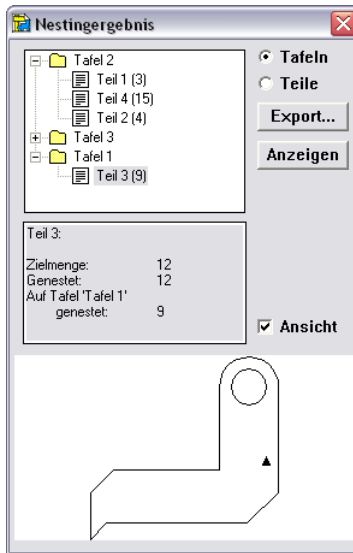 Nestingergebnis
Tafel 2
Teil 1 (3)
Teil 4 (15)
Teil 2 (4)
Tafel 3
Tafel 1
Teil 3 (9)
Tafeln
Teile
Export...
Anzeigen
Teil 3:
Zielmenge: 12
Genestet: 12
Auf Tafel 'Tafel 1'
genestet: 9
Ansicht